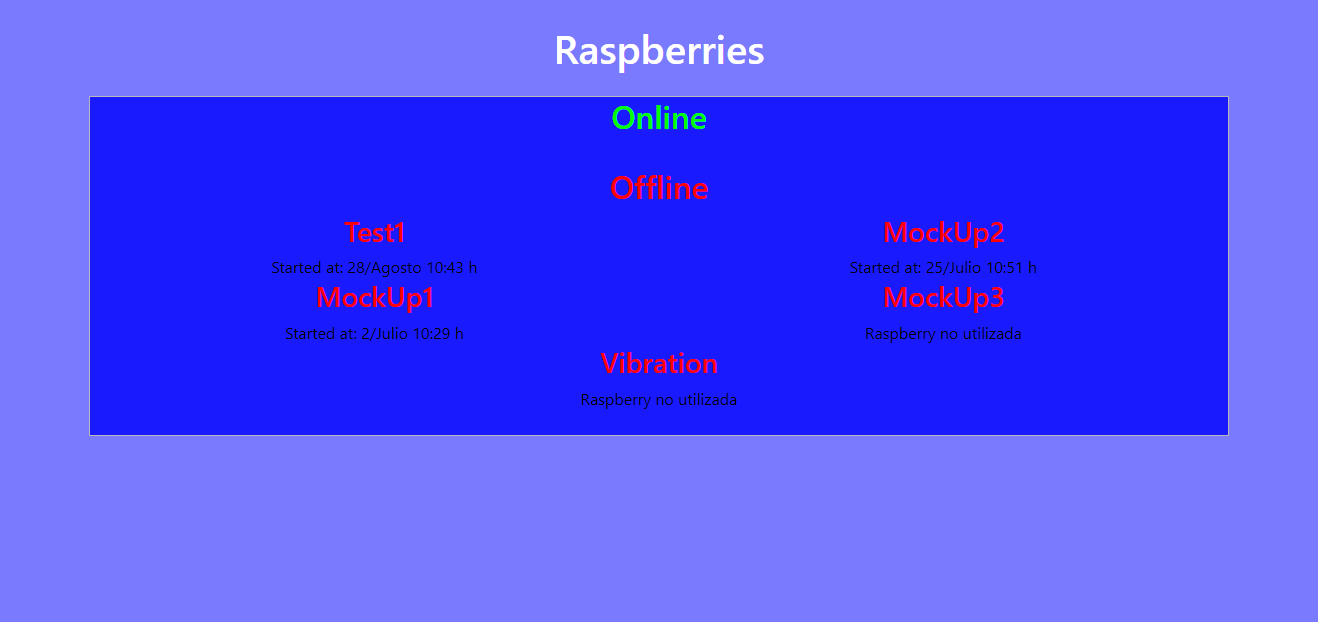 Raspberries
Online
Offline
Test1
MockUp2
Started at: 28/Agosto 10:43 h
Started at: 25/Julio 10:51 h
MockUp1
MockUp3
Started at: 2/Julio 10:29 h
Raspberry no utilizada
Vibration
Raspberry no utilizada